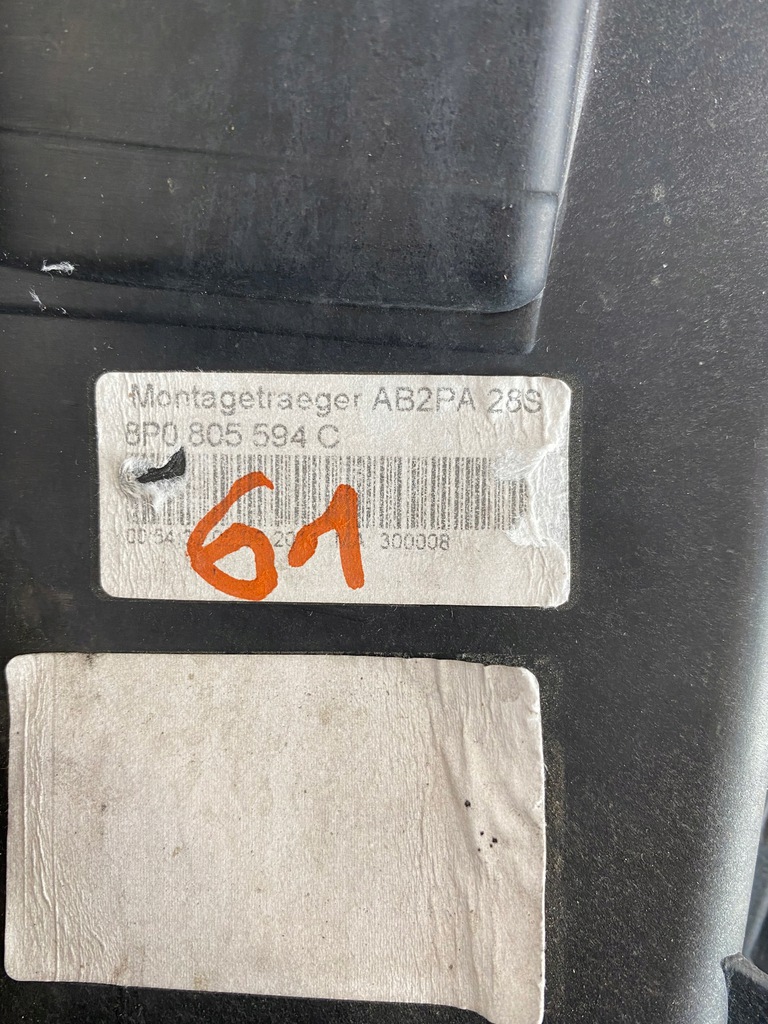 Montagetraeger AB2PA 28S
8P0 805 594 C
300008
61